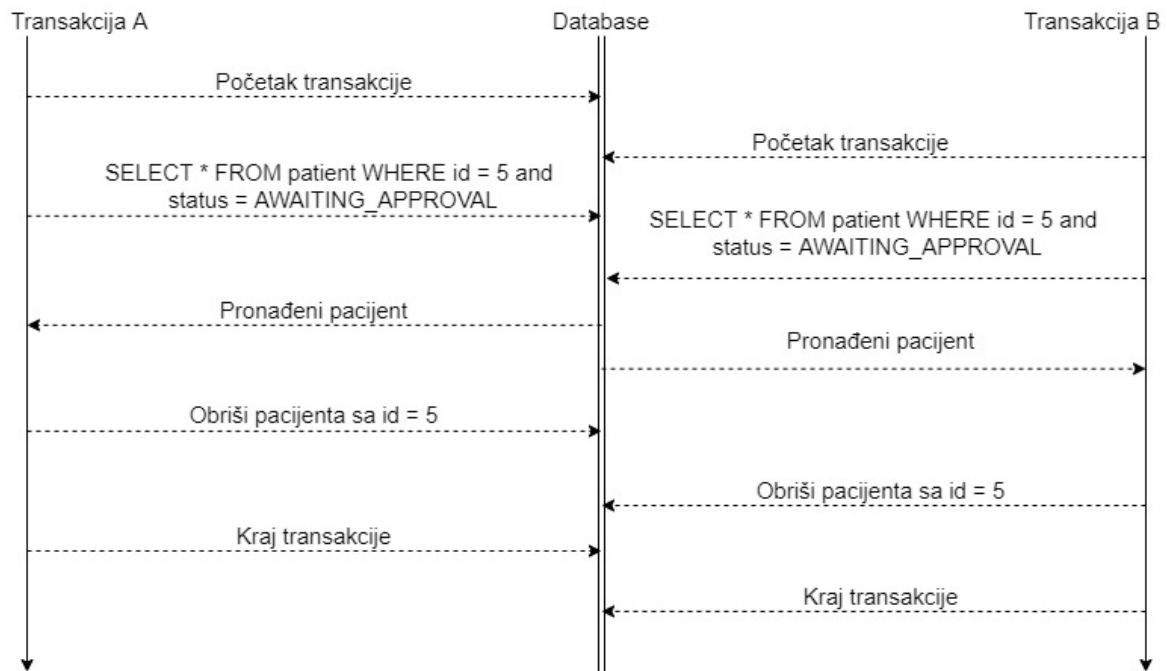 Transakcija A
Database
Transakcija B
Početak transakcije
Početak transakcije
SELECT * FROM patient WHERE id = 5 and
status = AWAITING_APPROVAL
SELECT * FROM patient WHERE id = 5 and
status = AWAITING_APPROVAL
Pronađeni pacijent
Pronađeni pacijent
Obriši pacijenta sa id = 5
Obriši pacijenta sa id = 5
Kraj transakcije
Kraj transakcije